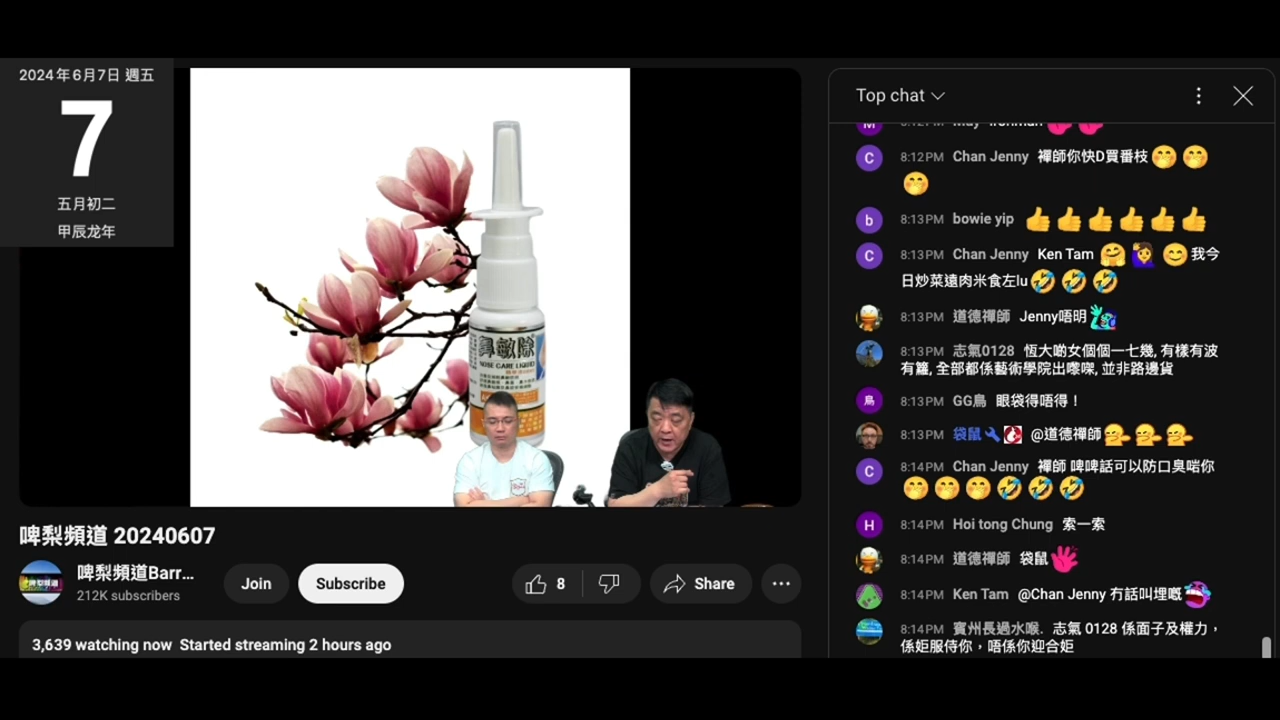 2024年6月7日 週五
7
五月初二
甲辰龙年
鼻敏除
NOSE CARE LIQUID
啤梨頻道 20240607
啤梨頻道Barr...
212K subscribers
Join
Subscribe
8
Share
3,639 watching now Started streaming 2 hours ago
Top chat
C
8:12PM Chan Jenny 禪師你快D買番枝
b
8:13PM bowie yip
C
8:13PM Chan Jenny Ken Tam 我今
日炒菜遠肉米食左lu
8:13PM 道德禪師 Jenny唔明
8:13PM 志氣0128 恆大啲女個個一七幾, 有樣有波
有籮, 全部都係藝術學院出嚟㗎, 並非路邊貨
鳥
8:13PM GG鳥 眼袋得唔得！
8:13PM 袋鼠 @道德禪師
C
8:14PM Chan Jenny 禪師 啤啤話可以防口臭啱你
H
8:14PM Hoi tong Chung 索一索
8:14PM 道德禪師 袋鼠
8:14PM Ken Tam @Chan Jenny 冇話叫埋嘅
8:14PM 賓州長過水喉. 志氣 0128 係面子及權力，
係姖服侍你，唔係你迎合姖